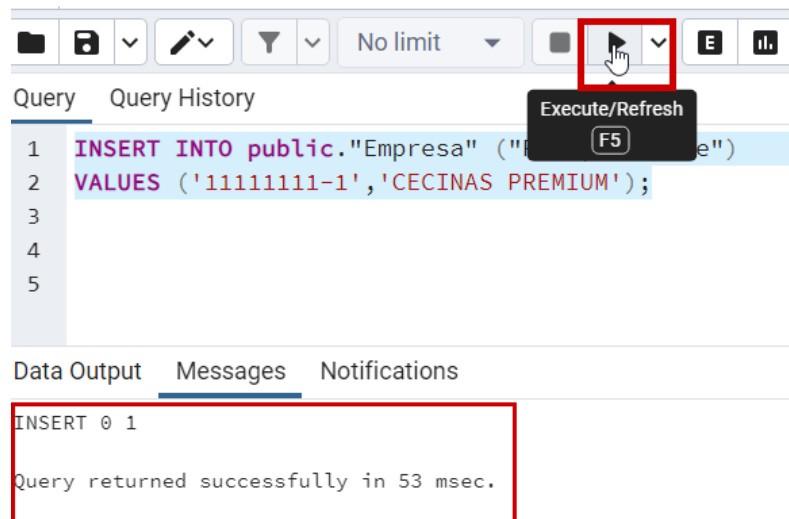 No limit
E
Query Query History
Execute/Refresh
F5
1 INSERT INTO public."Empresa" (" e")
2 VALUES ('11111111-1','CECINAS PREMIUM');
3
4
5
Data Output Messages Notifications
INSERT 0 1
Query returned successfully in 53 msec.